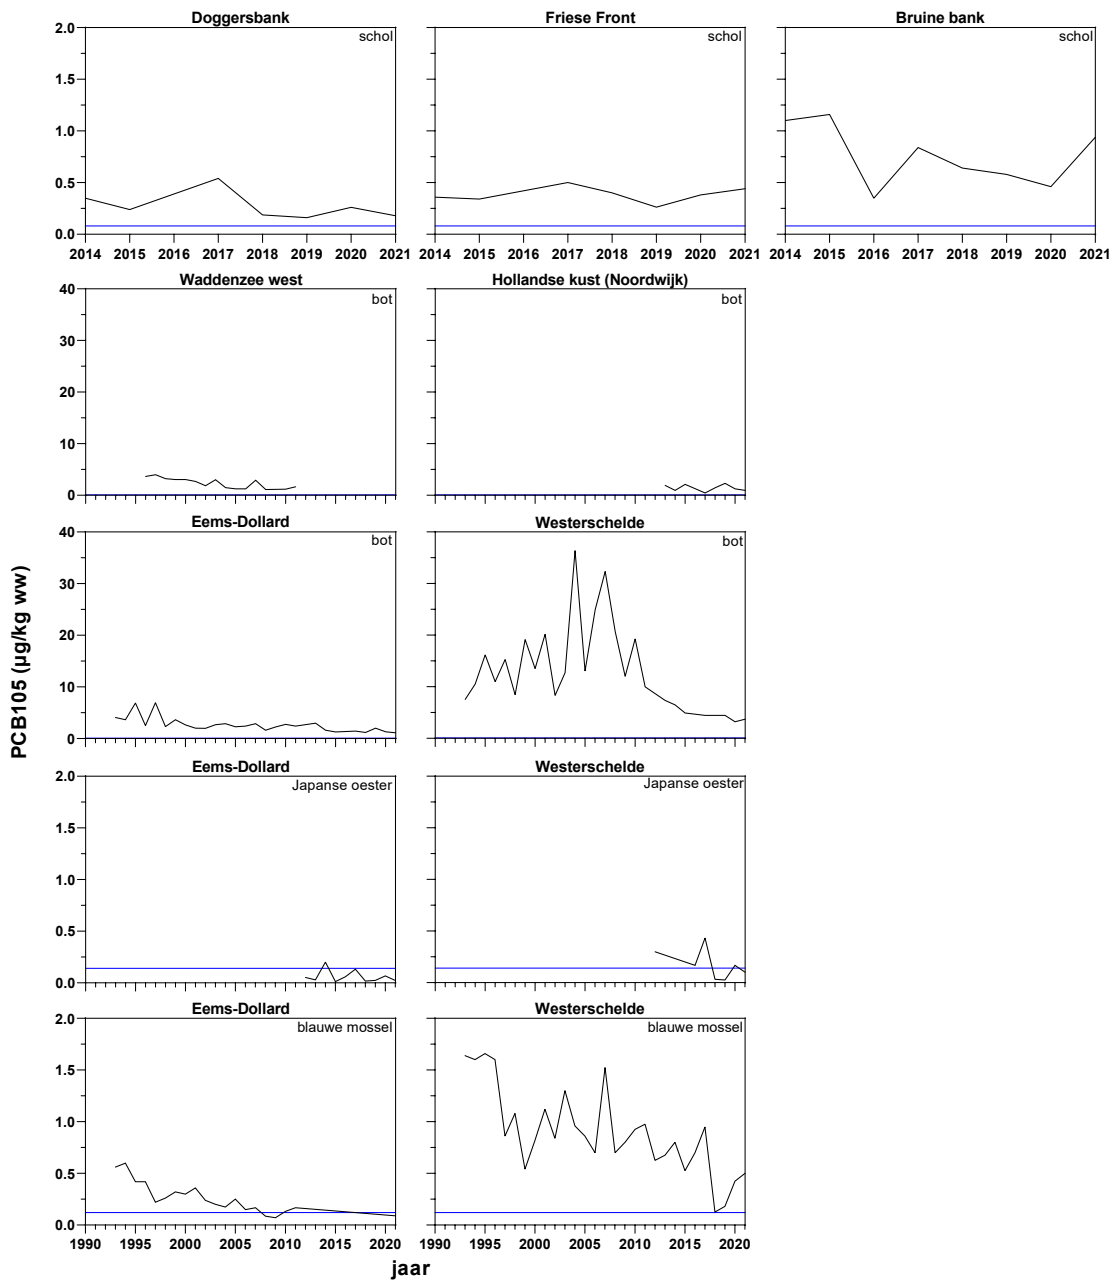 Doggersbank Friese Front Bruine bank
2.0 schol schol schol
1.5
1.0
0.5
0.0
2014 2015 2016 2017 2018 2019 2020 2021 2014 2015 2016 2017 2018 2019 2020 2021 2014 2015 2016 2017 2018 2019 2020 2021
Waddenzee west Hollandse kust (Noordwijk)
40 bot bot
30
20
10
0
Eems-Dollard Westerschelde
40 bot bot
30
20
10
0
PCB105 (µg/kg ww)
Eems-Dollard Westerschelde
2.0 Japanse oester Japanse oester
1.5
1.0
0.5
0.0
Eems-Dollard Westerschelde
2.0 blauwe mossel blauwe mossel
1.5
1.0
0.5
0.0
1990 1995 2000 2005 2010 2015 2020 1990 1995 2000 2005 2010 2015 2020
jaar